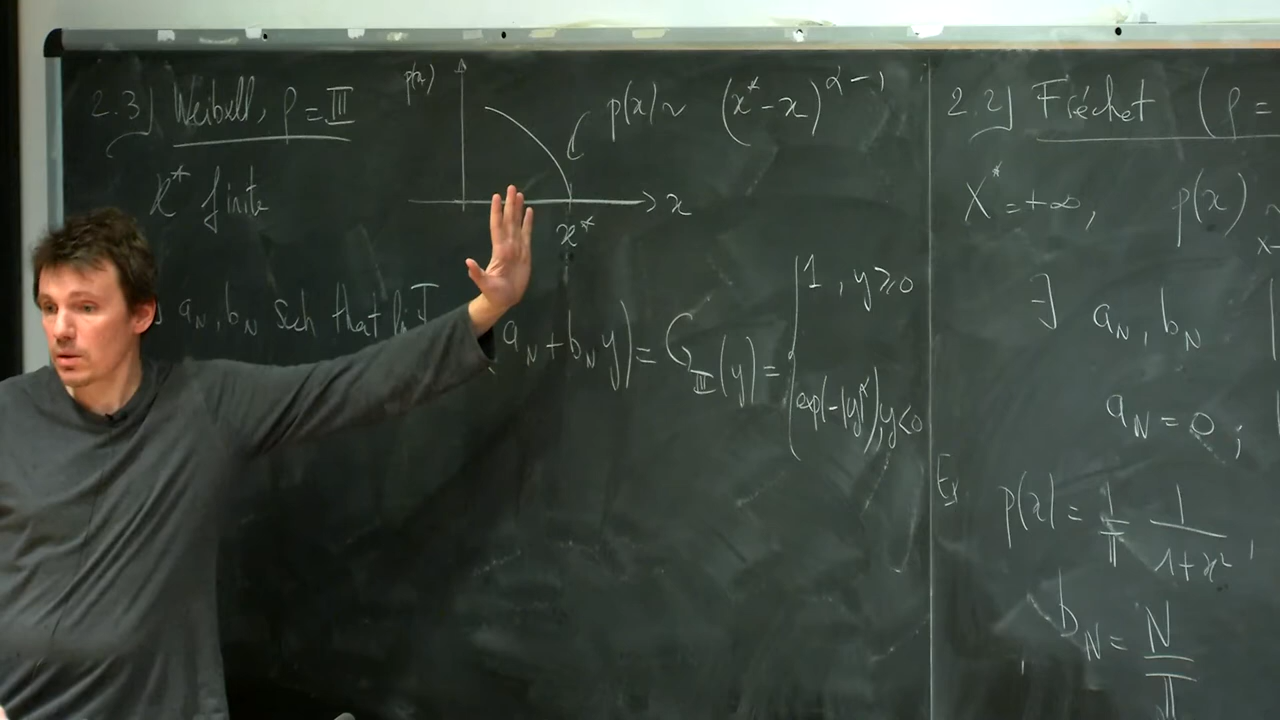 2.3] Weibull, ρ = III
p(x)
p(x) ~ (x* - x)^{α-1}
x* finite
x
x*
a_N, b_N such that
a_N + b_N y) = G_III(y) = { 1, y ≥ 0
exp(-|y|^α), y < 0
2.2] Fréchet (ρ =
X* = +∞, p(x) ~
x→
∃ a_N, b_N
a_N = 0;
Ex
p(x) = 1/π 1/(1+x²),
b_N = N/π